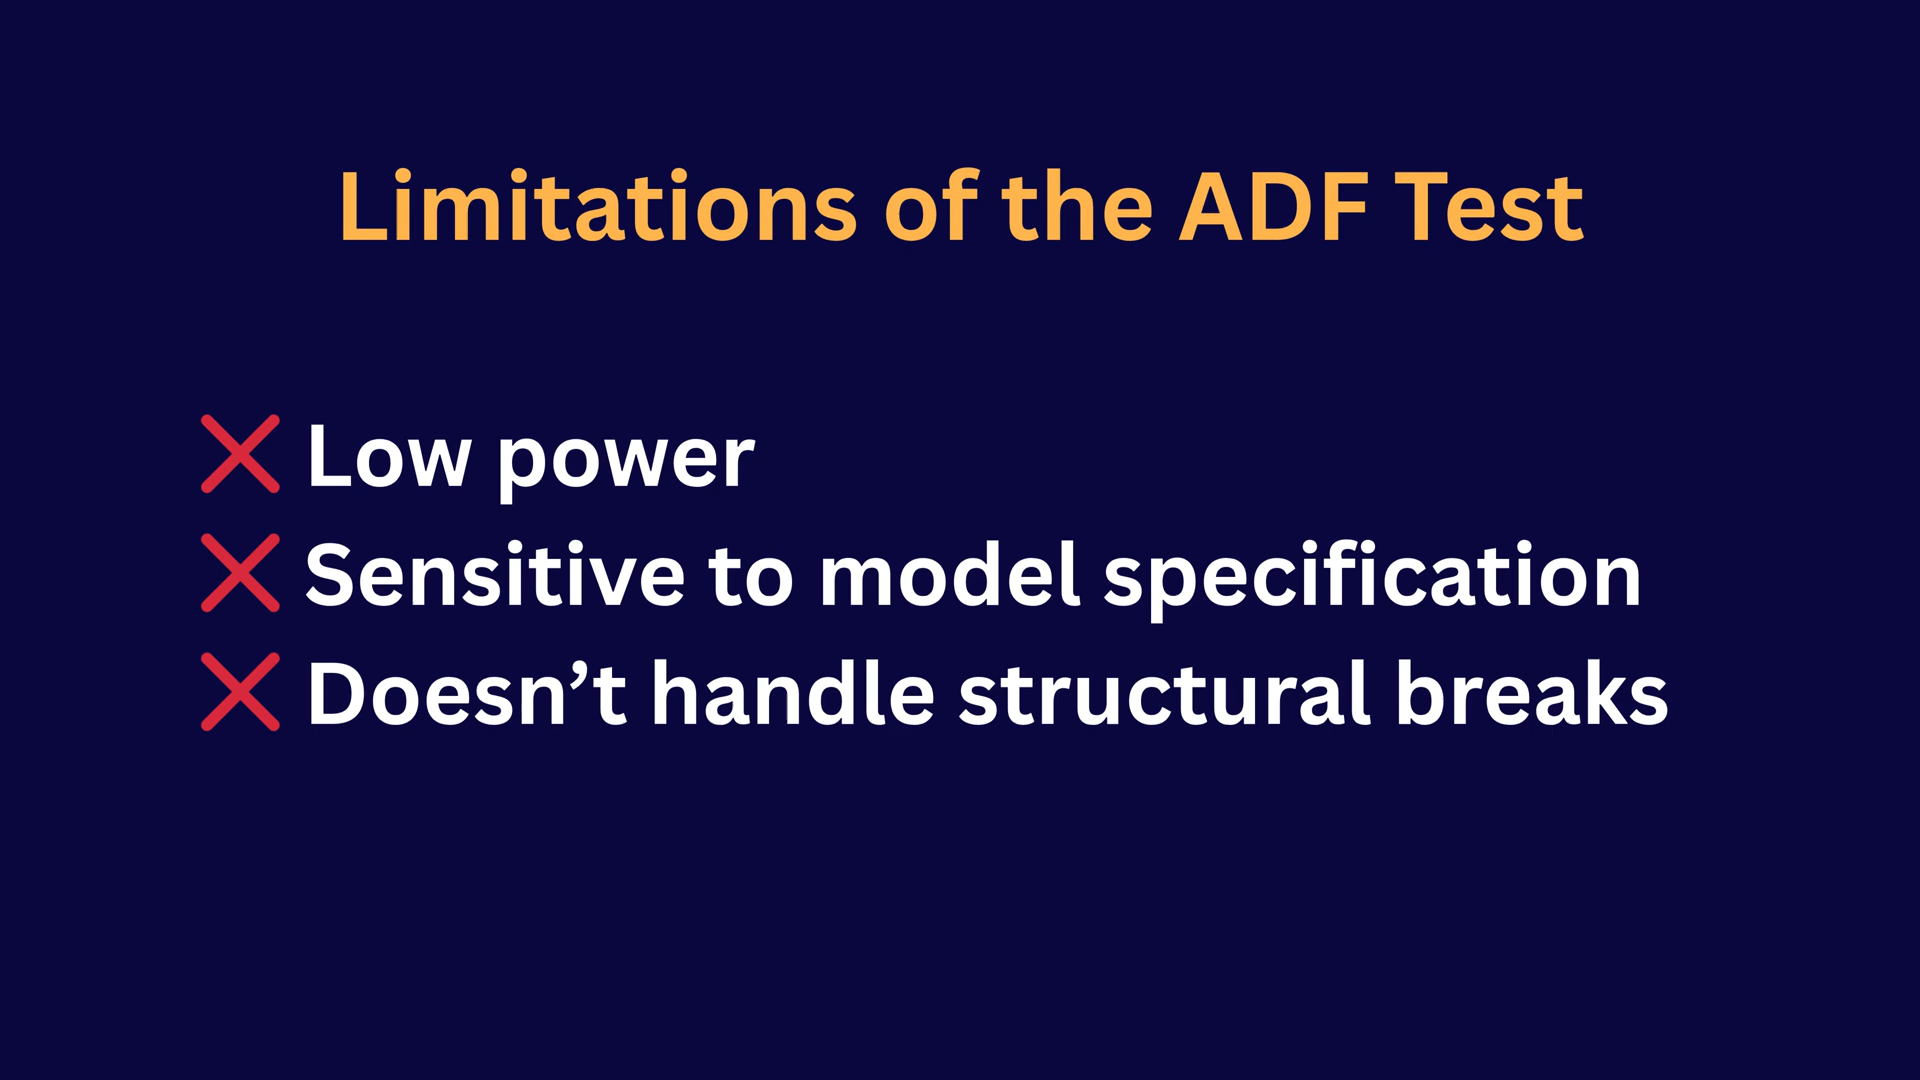 Limitations of the ADF Test
❌ Low power
❌ Sensitive to model specification
❌ Doesn’t handle structural breaks